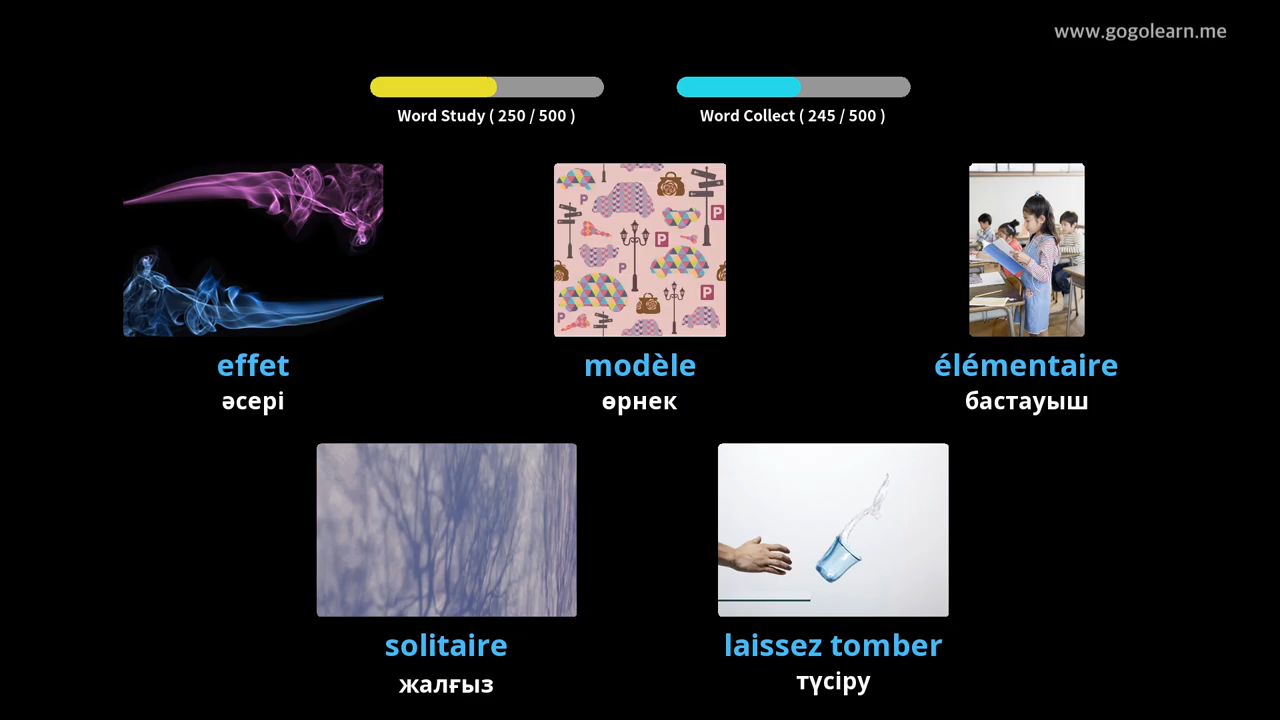 www.gogolearn.me
Word Study ( 250 / 500 )
Word Collect ( 245 / 500 )
P
P
P
P
P
P
effet
modèle
élémentaire
әсері
өрнек
бастауыш
solitaire
laissez tomber
жалғыз
түсіру